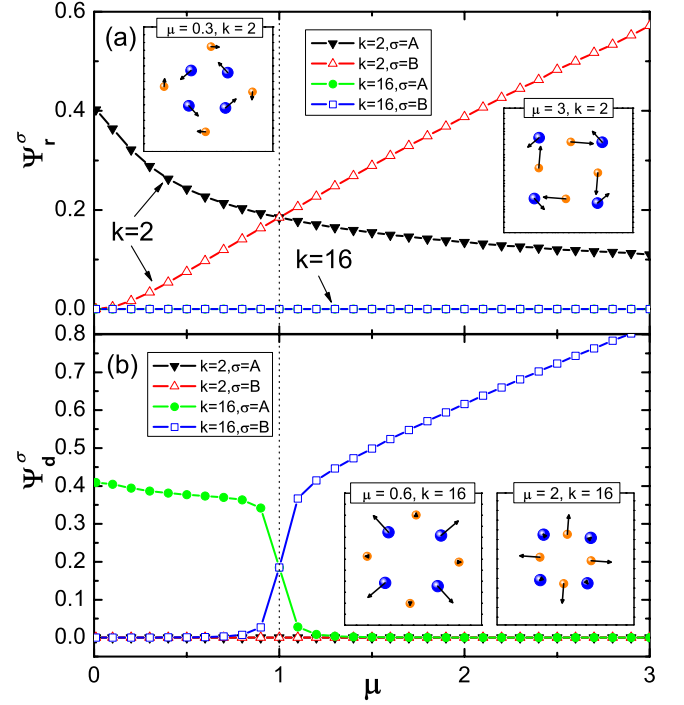 (a)
μ = 0.3, k = 2
k=2,σ=A
k=2,σ=B
k=16,σ=A
k=16,σ=B
μ = 3, k = 2
k=2
k=16
Ψ_r^σ
0.6
0.4
0.2
0.0
(b)
k=2,σ=A
k=2,σ=B
k=16,σ=A
k=16,σ=B
μ = 0.6, k = 16
μ = 2, k = 16
Ψ_d^σ
0.8
0.7
0.6
0.5
0.4
0.3
0.2
0.1
0.0
0 1 2 3
μ